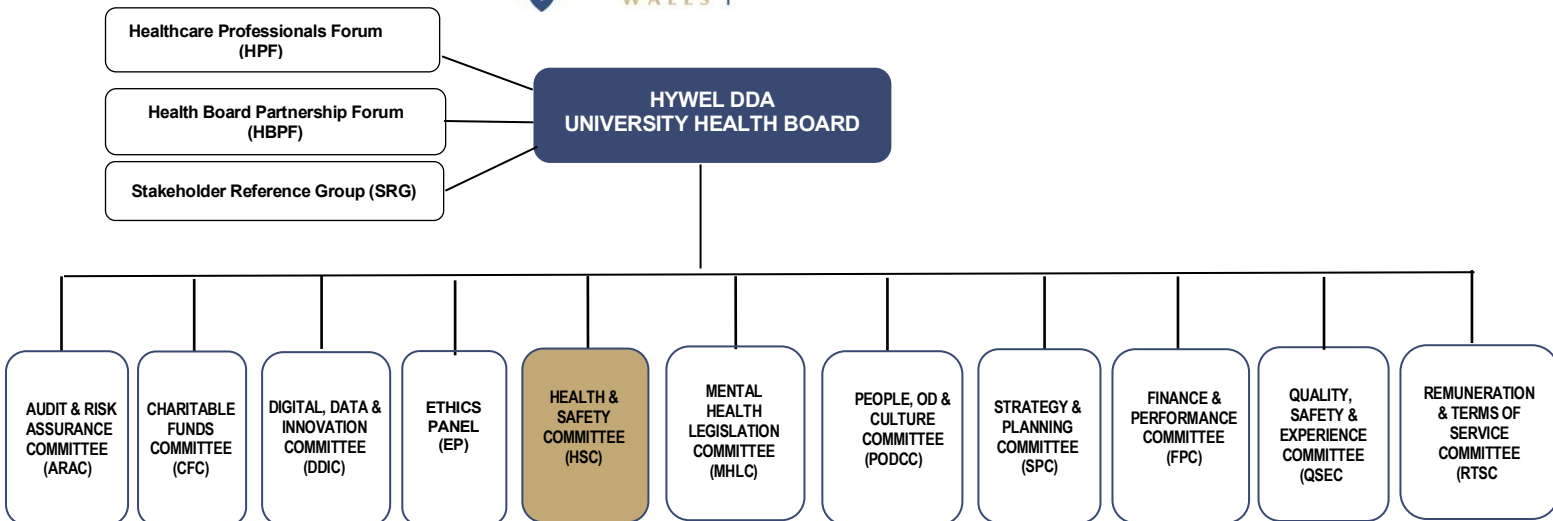 WALES
Healthcare Professionals Forum
(HPF)
HYWEL DDA
UNIVERSITY HEALTH BOARD
Health Board Partnership Forum
(HBPF)
Stakeholder Reference Group (SRG)
AUDIT & RISK
ASSURANCE
COMMITTEE
(ARAC)
CHARITABLE
FUNDS
COMMITTEE
(CFC)
DIGITAL, DATA &
INNOVATION
COMMITTEE
(DDIC)
ETHICS
PANEL
(EP)
HEALTH &
SAFETY
COMMITTEE
(HSC)
MENTAL
HEALTH
LEGISLATION
COMMITTEE
(MHLC)
PEOPLE, OD &
CULTURE
COMMITTEE
(PODCC)
STRATEGY &
PLANNING
COMMITTEE
(SPC)
FINANCE &
PERFORMANCE
COMMITTEE
(FPC)
QUALITY,
SAFETY &
EXPERIENCE
COMMITTEE
(QSEC
REMUNERATION
& TERMS OF
SERVICE
COMMITTEE
(RTSC